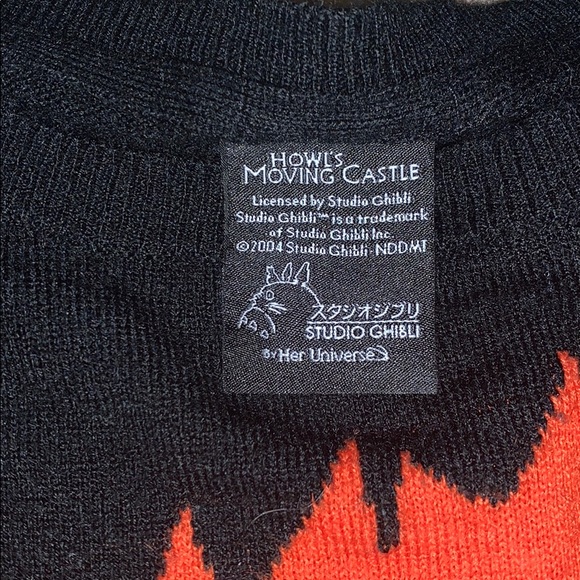 HOWL'S
MOVING CASTLE
Licensed by Studio Ghibli
Studio Ghibli™ is a trademark
of Studio Ghibli Inc.
©2004 Studio Ghibli·NDDMT
スタジオジブリ
STUDIO GHIBLI
BY Her Universe